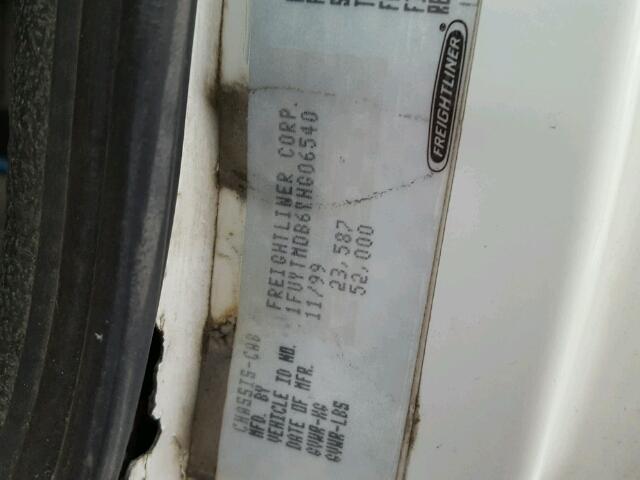 FREIGHTLINER
CHASSIS-CAB
MFD. BY FREIGHTLINER CORP.
VEHICLE ID NO.
DATE OF MFR. 11/99
GVWR-KG 23,587
GVWR-LBS 52,000